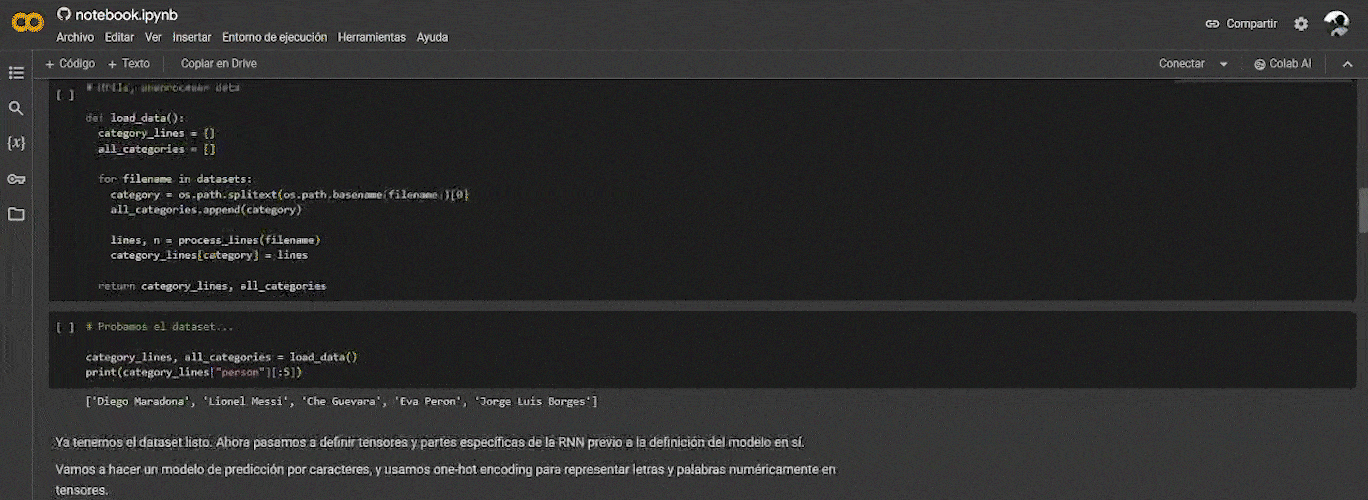 notebook.ipynb
Archivo Editar Ver Insertar Entorno de ejecución Herramientas Ayuda
Compartir
+ Código + Texto Copiar en Drive
Conectar Colab AI
{x}
[ ] # data
def load_data():
category_lines = {}
all_categories = []
for filename in datasets:
category = os.path.splitext(os.path.basename(filename))[0]
all_categories.append(category)
lines, n = process_lines(filename)
category_lines[category] = lines
return category_lines, all_categories
[ ] # Probamos el dataset...
category_lines, all_categories = load_data()
print(category_lines["person"][:5])
['Diego Maradona', 'Lionel Messi', 'Che Guevara', 'Eva Peron', 'Jorge Luis Borges']
Ya tenemos el dataset listo. Ahora pasamos a definir tensores y partes específicas de la RNN previo a la definición del modelo en sí.
Vamos a hacer un modelo de predicción por caracteres, y usamos one-hot encoding para representar letras y palabras numéricamente en
tensores.